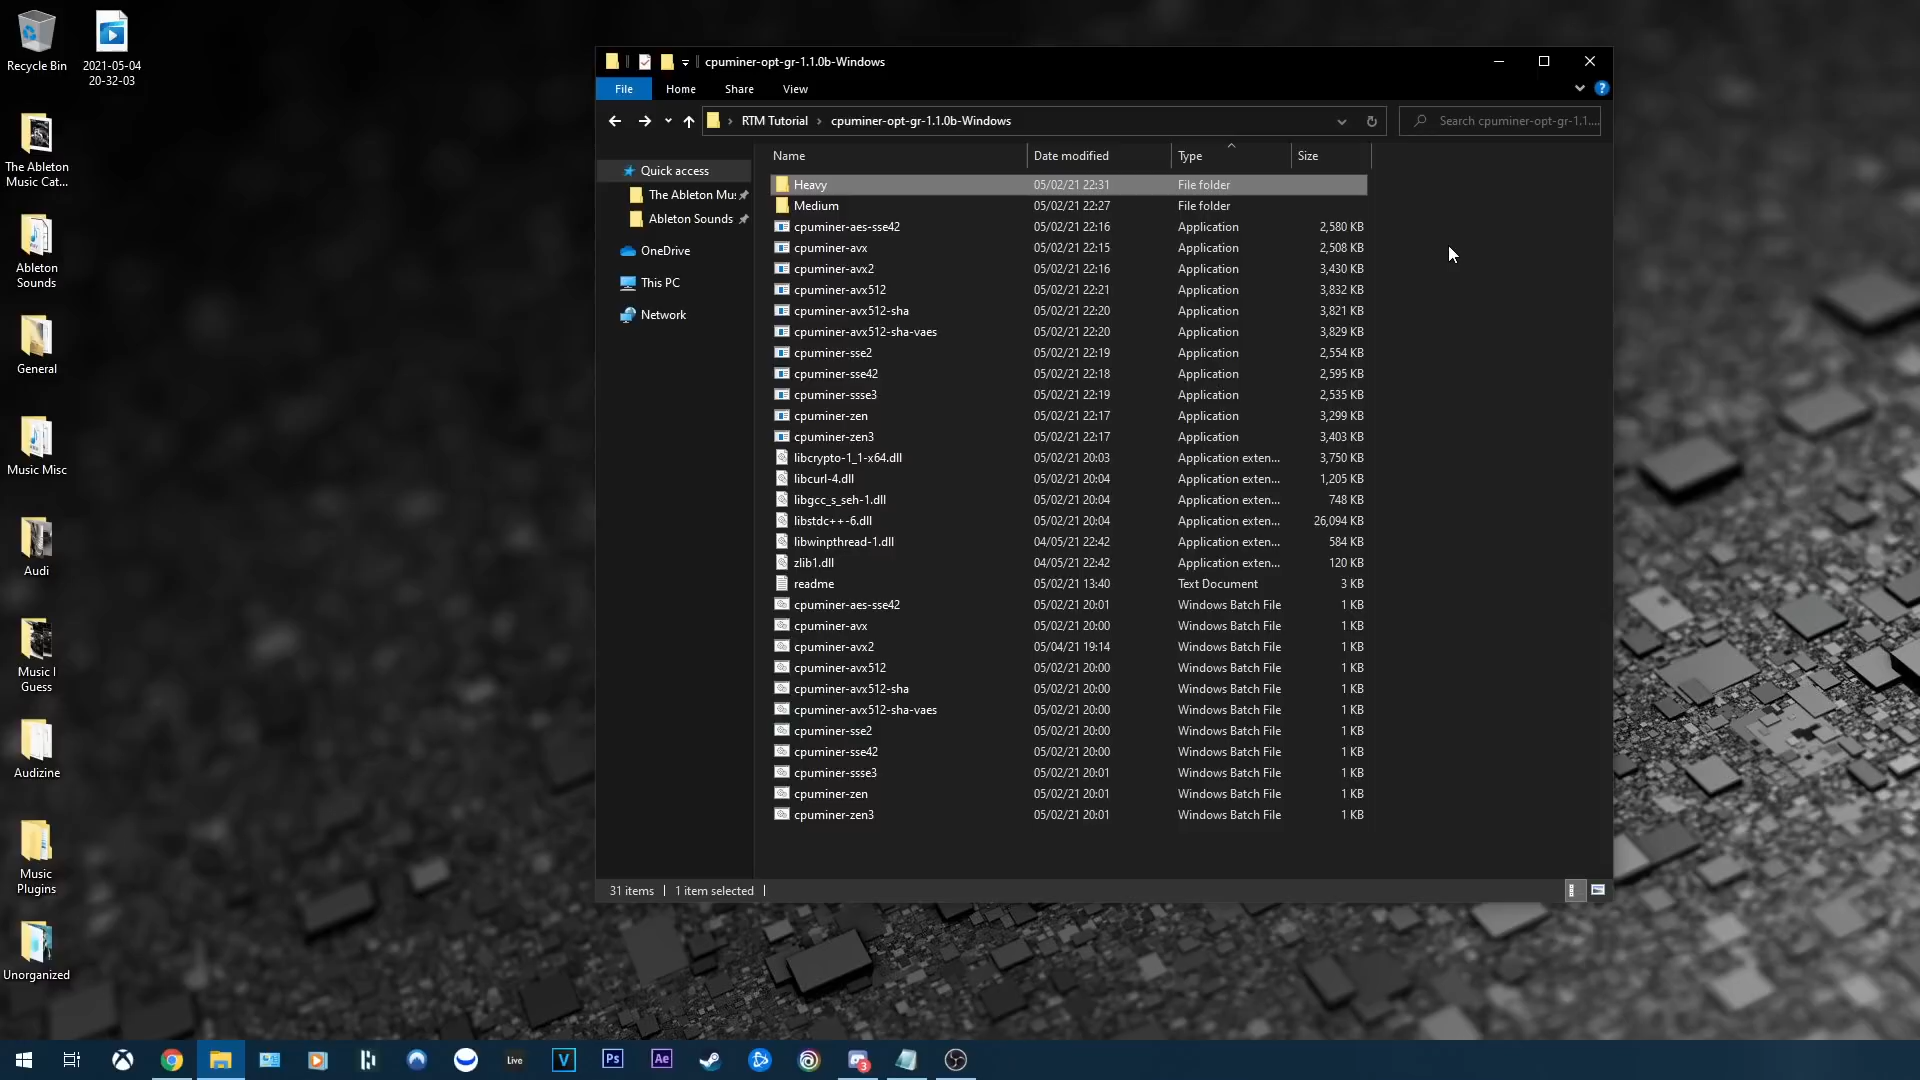 Recycle Bin
2021-05-04
20-32-03
The Ableton
Music Cat...
Ableton
Sounds
General
Music Misc
Audi
Music I
Guess
Audizine
Music
Plugins
Unorganized
cpuminer-opt-gr-1.1.0b-Windows
File Home Share View
RTM Tutorial > cpuminer-opt-gr-1.1.0b-Windows
Search cpuminer-opt-gr-1.1....
Quick access
The Ableton Mu
Ableton Sounds
OneDrive
This PC
Network
Name Date modified Type Size
Heavy 05/02/21 22:31 File folder
Medium 05/02/21 22:27 File folder
cpuminer-aes-sse42 05/02/21 22:16 Application 2,580 KB
cpuminer-avx 05/02/21 22:15 Application 2,508 KB
cpuminer-avx2 05/02/21 22:16 Application 3,430 KB
cpuminer-avx512 05/02/21 22:21 Application 3,832 KB
cpuminer-avx512-sha 05/02/21 22:20 Application 3,821 KB
cpuminer-avx512-sha-vaes 05/02/21 22:20 Application 3,829 KB
cpuminer-sse2 05/02/21 22:19 Application 2,554 KB
cpuminer-sse42 05/02/21 22:18 Application 2,595 KB
cpuminer-ssse3 05/02/21 22:19 Application 2,535 KB
cpuminer-zen 05/02/21 22:17 Application 3,299 KB
cpuminer-zen3 05/02/21 22:17 Application 3,403 KB
libcrypto-1_1-x64.dll 05/02/21 20:03 Application exten... 3,750 KB
libcurl-4.dll 05/02/21 20:04 Application exten... 1,205 KB
libgcc_s_seh-1.dll 05/02/21 20:04 Application exten... 748 KB
libstdc++-6.dll 05/02/21 20:04 Application exten... 26,094 KB
libwinpthread-1.dll 04/05/21 22:42 Application exten... 584 KB
zlib1.dll 04/05/21 22:42 Application exten... 120 KB
readme 05/02/21 13:40 Text Document 3 KB
cpuminer-aes-sse42 05/02/21 20:01 Windows Batch File 1 KB
cpuminer-avx 05/02/21 20:00 Windows Batch File 1 KB
cpuminer-avx2 05/04/21 19:14 Windows Batch File 1 KB
cpuminer-avx512 05/02/21 20:00 Windows Batch File 1 KB
cpuminer-avx512-sha 05/02/21 20:00 Windows Batch File 1 KB
cpuminer-avx512-sha-vaes 05/02/21 20:00 Windows Batch File 1 KB
cpuminer-sse2 05/02/21 20:00 Windows Batch File 1 KB
cpuminer-sse42 05/02/21 20:00 Windows Batch File 1 KB
cpuminer-ssse3 05/02/21 20:01 Windows Batch File 1 KB
cpuminer-zen 05/02/21 20:01 Windows Batch File 1 KB
cpuminer-zen3 05/02/21 20:01 Windows Batch File 1 KB
31 items 1 item selected
Live V Ps Ae 3